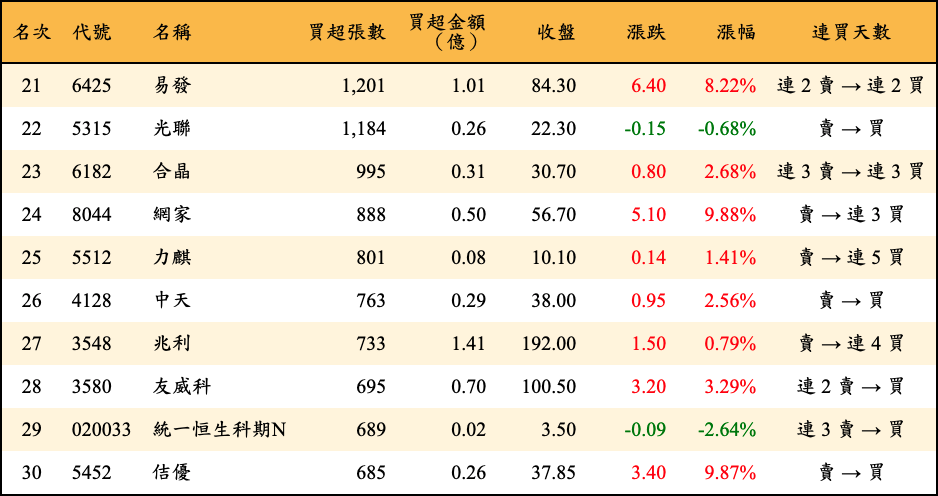 名次 代號 名稱 買超張數 買超金額（億） 收盤 漲跌 漲幅 連買天數
21 6425 易發 1,201 1.01 84.30 6.40 8.22% 連 2 賣 → 連 2 買
22 5315 光聯 1,184 0.26 22.30 -0.15 -0.68% 賣 → 買
23 6182 合晶 995 0.31 30.70 0.80 2.68% 連 3 賣 → 連 3 買
24 8044 網家 888 0.50 56.70 5.10 9.88% 賣 → 連 3 買
25 5512 力麒 801 0.08 10.10 0.14 1.41% 賣 → 連 5 買
26 4128 中天 763 0.29 38.00 0.95 2.56% 賣 → 買
27 3548 兆利 733 1.41 192.00 1.50 0.79% 賣 → 連 4 買
28 3580 友威科 695 0.70 100.50 3.20 3.29% 連 2 賣 → 買
29 020033 統一恒生科期N 689 0.02 3.50 -0.09 -2.64% 連 3 賣 → 買
30 5452 佶優 685 0.26 37.85 3.40 9.87% 賣 → 買